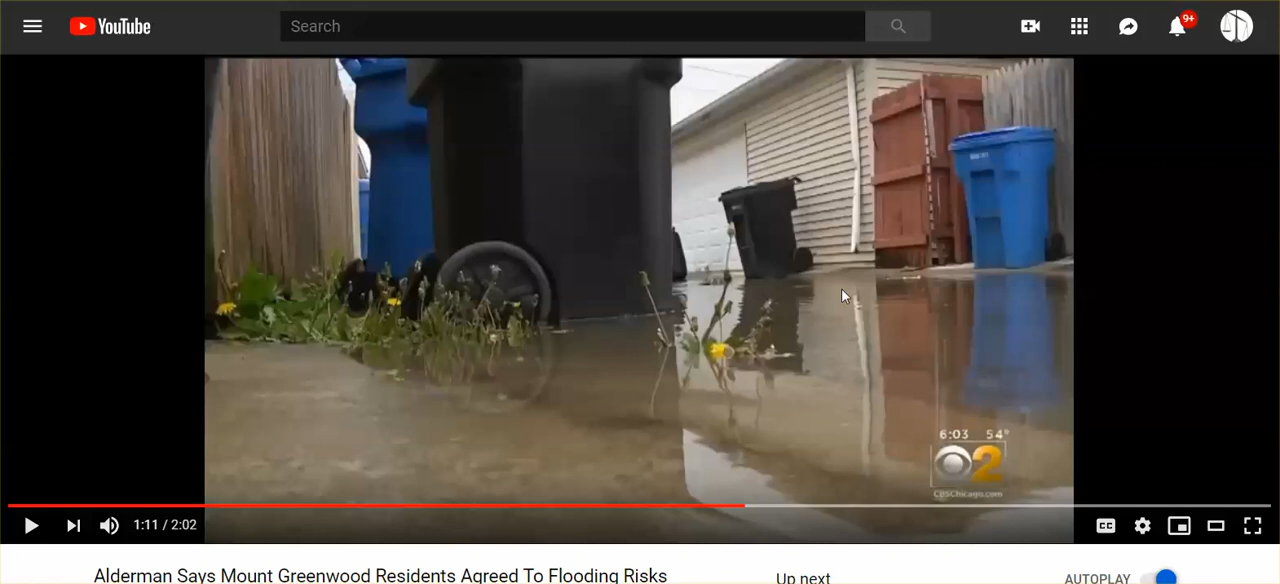 YouTube
Search
9+
6:03 54°
2
CBSChicago.com
1:11 / 2:02
CC
Alderman Says Mount Greenwood Residents Agreed To Flooding Risks
Up next
AUTOPLAY